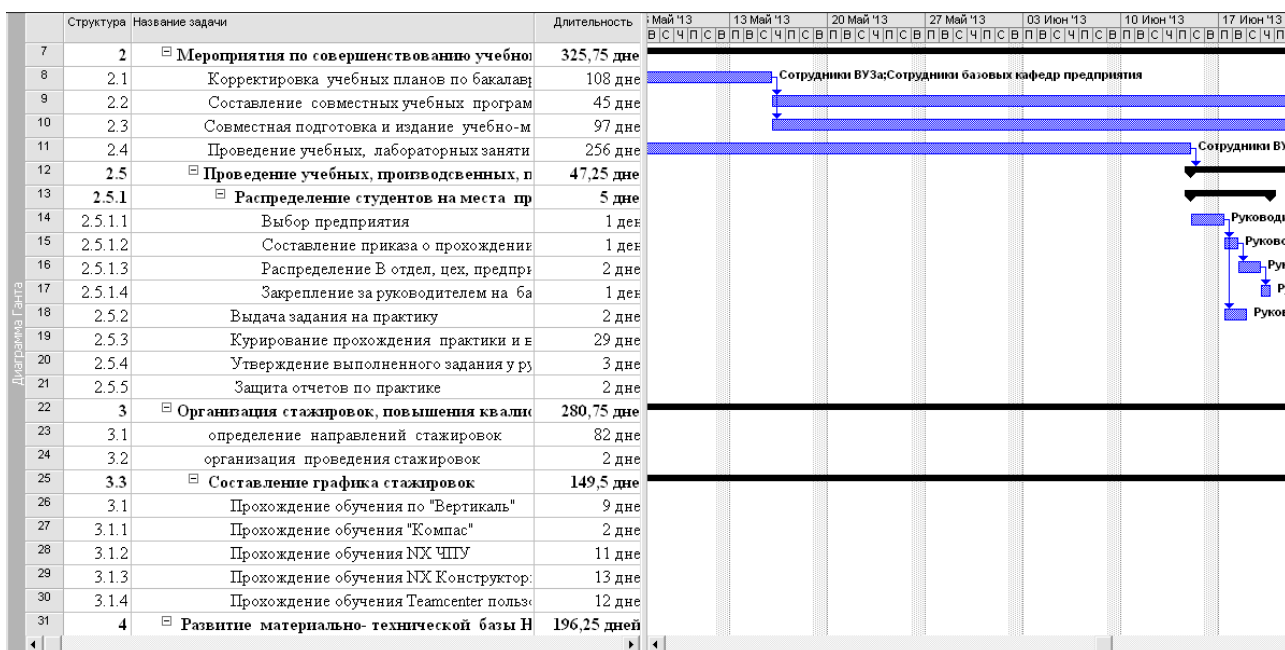 Структура Название задачи Длительность
Май '13 13 Май '13 20 Май '13 27 Май '13 03 Июн '13 10 Июн '13 17 Июн '13
В С Ч П С В П В С Ч П С В П В С Ч П С В П В С Ч П С В П В С Ч П С В П В С Ч П С В П В С Ч П
7 2 Мероприятия по совершенствованию учебно 325,75 дне
8 2.1 Корректировка учебных планов по бакалав 108 дне Сотрудники ВУЗа;Сотрудники базовых кафедр предприятия
9 2.2 Составление совместных учебных програм 45 дне
10 2.3 Совместная подготовка и издание учебно-м 97 дне
11 2.4 Проведение учебных, лабораторных заняти 256 дне Сотрудники ВУ
12 2.5 Проведение учебных, производсвенных, п 47,25 дне
13 2.5.1 Распределение студентов на места пр 5 дне
14 2.5.1.1 Выбор предприятия 1 ден Руковод
15 2.5.1.2 Составление приказа о прохождении 1 ден Руково
16 2.5.1.3 Распределение В отдел, цех, предпри 2 дне Рук
17 2.5.1.4 Закрепление за руководителем на ба 1 ден Р
18 2.5.2 Выдача задания на практику 2 дне Руков
19 2.5.3 Курирование прохождения практики и в 29 дне
20 2.5.4 Утверждение выполненного задания у ру 3 дне
21 2.5.5 Защита отчетов по практике 2 дне
22 3 Организация стажировок, повышения квали 280,75 дне
23 3.1 определение направлений стажировок 82 дне
24 3.2 организация проведения стажировок 2 дне
25 3.3 Составление графика стажировок 149,5 дне
26 3.1 Прохождение обучения по "Вертикаль" 9 дне
27 3.1.1 Прохождение обучения "Компас" 2 дне
28 3.1.2 Прохождение обучения NX ЧПУ 11 дне
29 3.1.3 Прохождение обучения NX Конструктор 13 дне
30 3.1.4 Прохождение обучения Teamcenter польз 12 дне
31 4 Развитие материально- технической базы Н 196,25 дней
Диаграмма Ганта